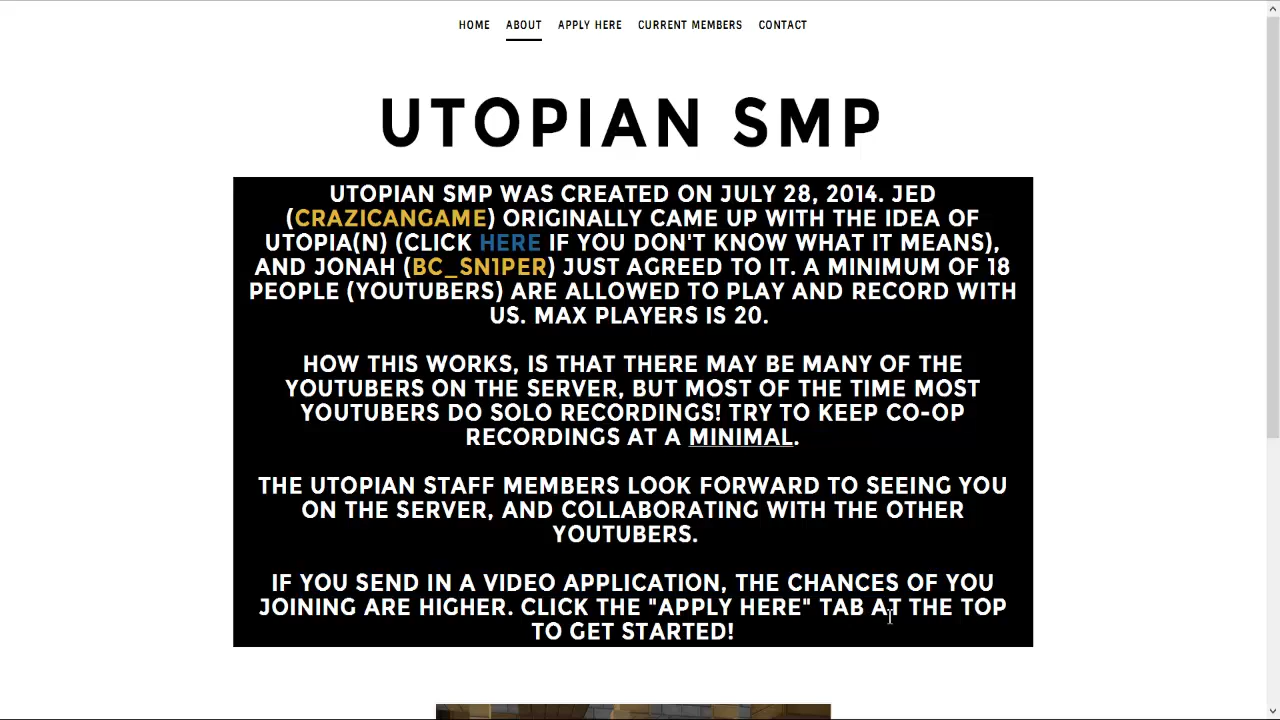 HOME ABOUT APPLY HERE CURRENT MEMBERS CONTACT
UTOPIAN SMP
UTOPIAN SMP WAS CREATED ON JULY 28, 2014. JED
(CRAZICANGAME) ORIGINALLY CAME UP WITH THE IDEA OF
UTOPIA(N) (CLICK HERE IF YOU DON'T KNOW WHAT IT MEANS),
AND JONAH (BC_SN1PER) JUST AGREED TO IT. A MINIMUM OF 18
PEOPLE (YOUTUBERS) ARE ALLOWED TO PLAY AND RECORD WITH
US. MAX PLAYERS IS 20.
HOW THIS WORKS, IS THAT THERE MAY BE MANY OF THE
YOUTUBERS ON THE SERVER, BUT MOST OF THE TIME MOST
YOUTUBERS DO SOLO RECORDINGS! TRY TO KEEP CO-OP
RECORDINGS AT A MINIMAL.
THE UTOPIAN STAFF MEMBERS LOOK FORWARD TO SEEING YOU
ON THE SERVER, AND COLLABORATING WITH THE OTHER
YOUTUBERS.
IF YOU SEND IN A VIDEO APPLICATION, THE CHANCES OF YOU
JOINING ARE HIGHER. CLICK THE "APPLY HERE" TAB AT THE TOP
TO GET STARTED!